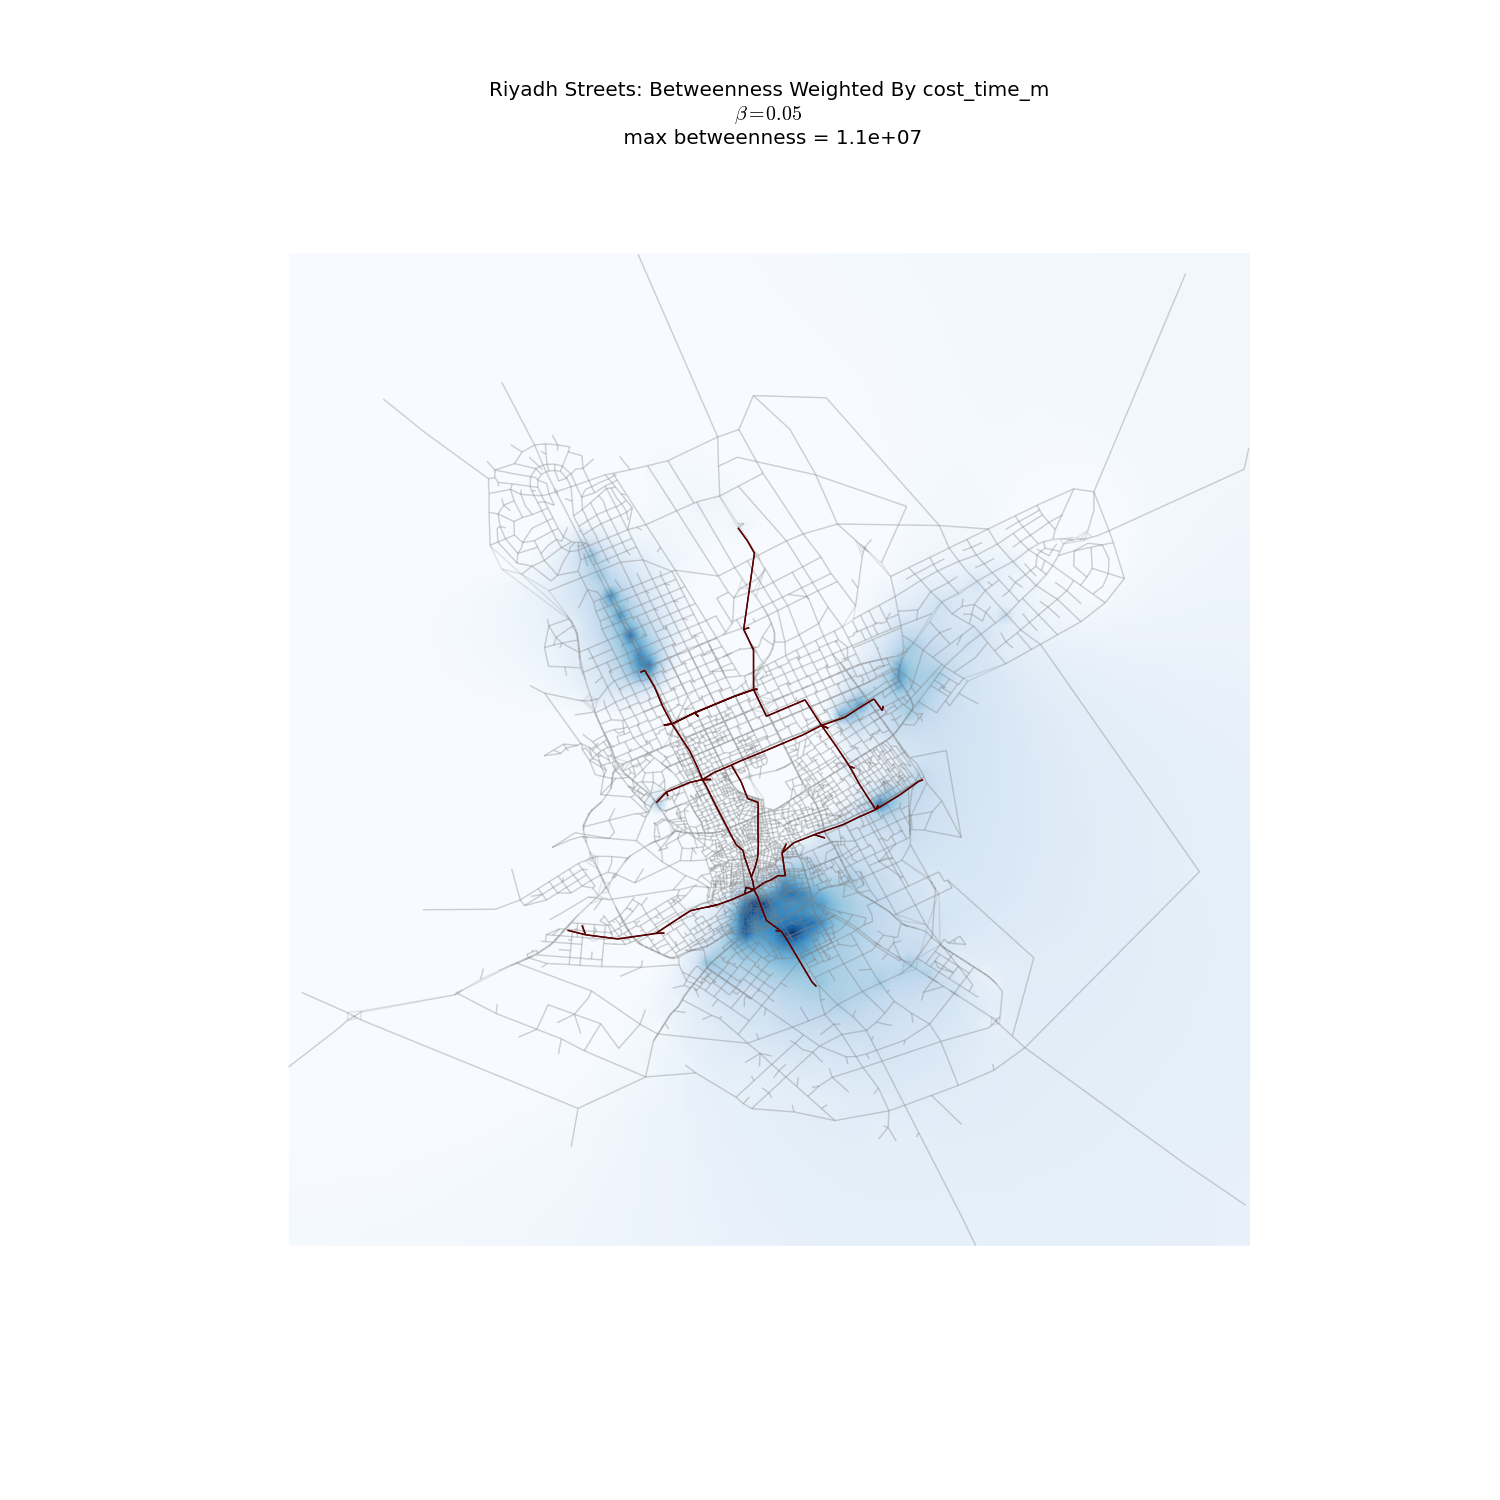 Riyadh Streets: Betweenness Weighted By cost_time_m
β=0.05
max betweenness = 1.1e+07